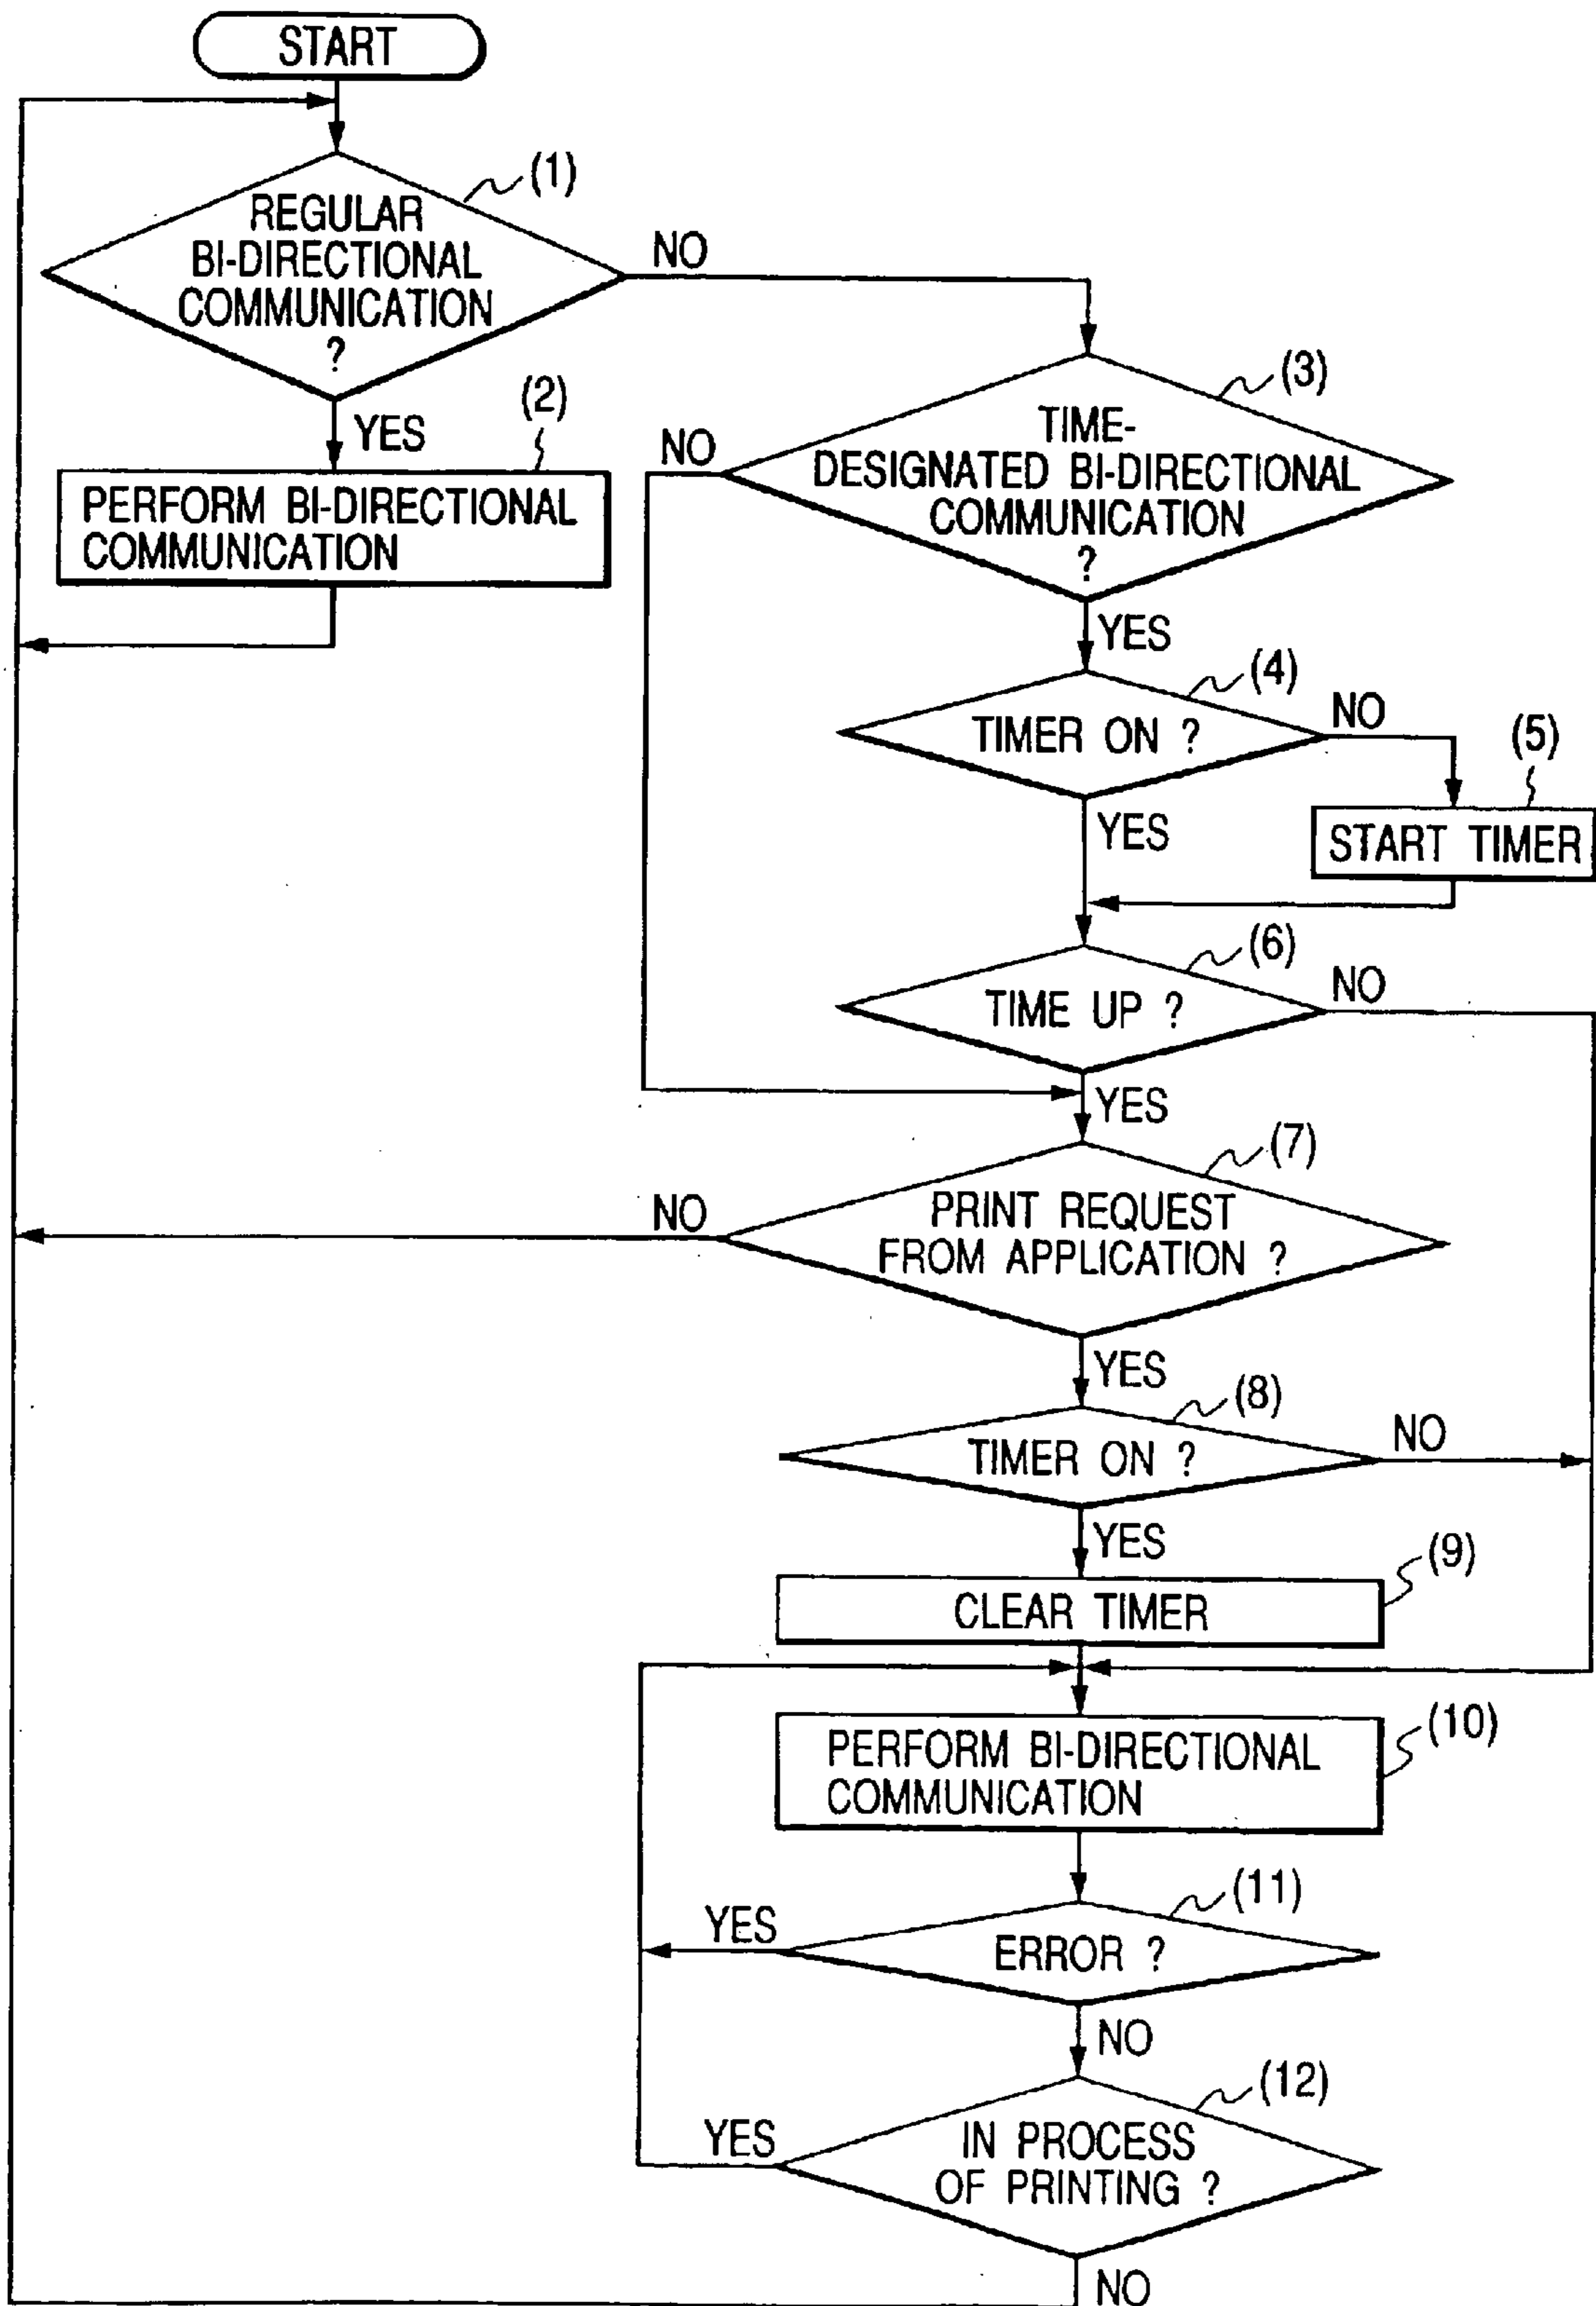 START
(1)
REGULAR
BI-DIRECTIONAL
COMMUNICATION
?
NO
YES
(2)
PERFORM BI-DIRECTIONAL
COMMUNICATION
(3)
TIME-
DESIGNATED BI-DIRECTIONAL
COMMUNICATION
?
NO
YES
(4)
TIMER ON ?
NO
YES
(5)
START TIMER
(6)
TIME UP ?
NO
YES
(7)
PRINT REQUEST
FROM APPLICATION ?
NO
YES
(8)
TIMER ON ?
NO
YES
(9)
CLEAR TIMER
(10)
PERFORM BI-DIRECTIONAL
COMMUNICATION
(11)
ERROR ?
YES
NO
(12)
IN PROCESS
OF PRINTING ?
YES
NO